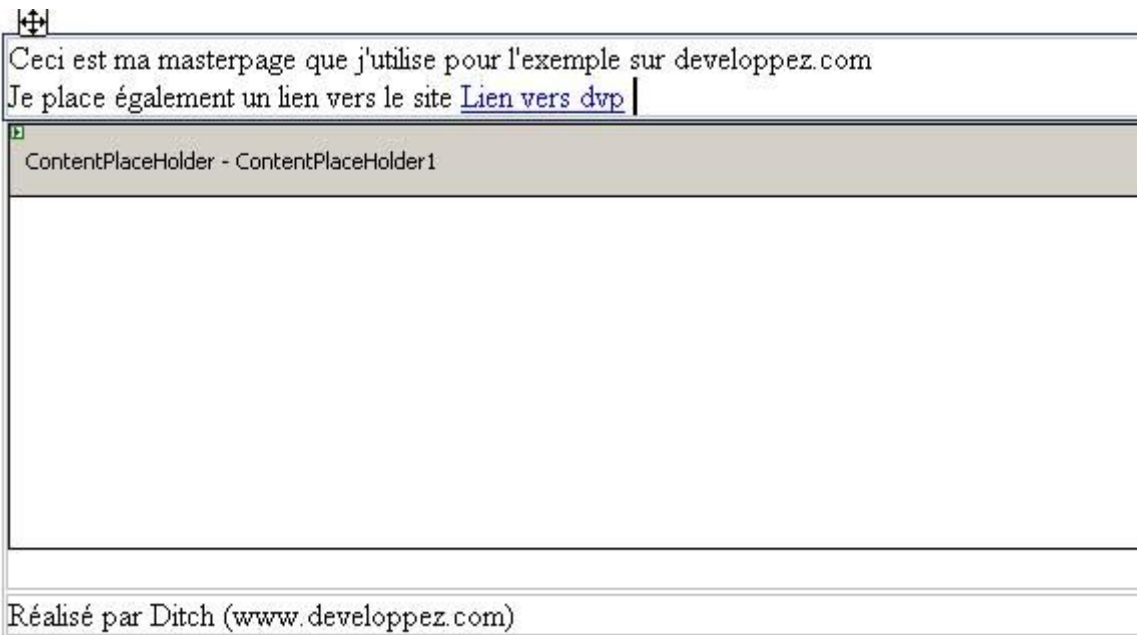 Ceci est ma masterpage que j'utilise pour l'exemple sur developpez.com
Je place également un lien vers le site Lien vers dvp
ContentPlaceHolder - ContentPlaceHolder1
Réalisé par Ditch (www.developpez.com)